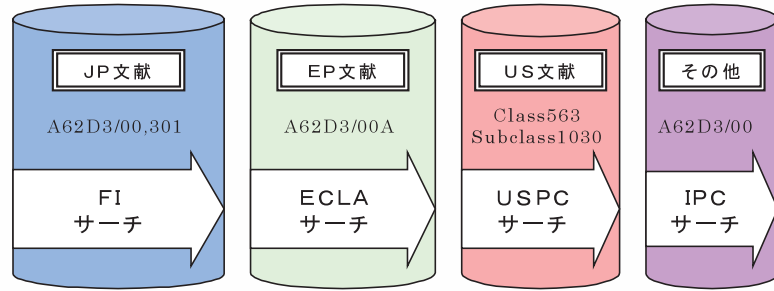 JP文献
A62D3/00,301
FI
サーチ
EP文献
A62D3/00A
ECLA
サーチ
US文献
Class563
Subclass1030
USPC
サーチ
その他
A62D3/00
IPC
サーチ